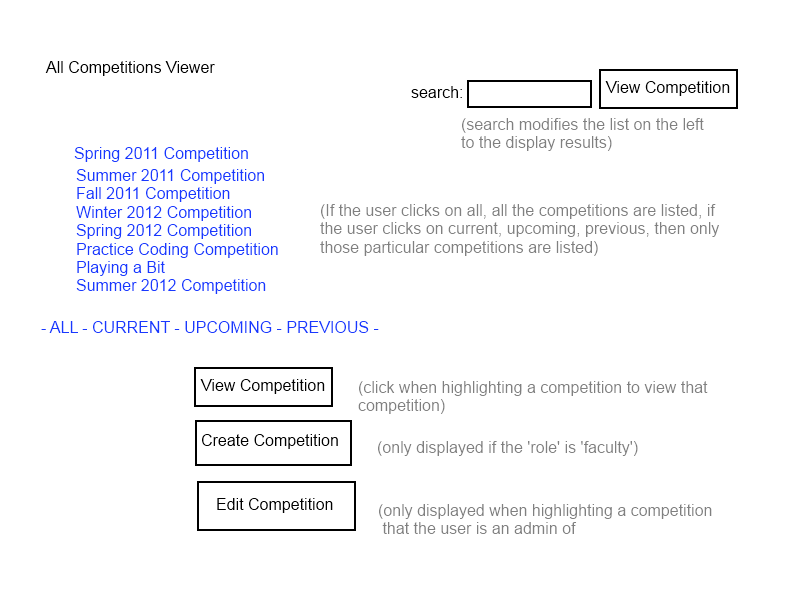 All Competitions Viewer
search:
View Competition
(search modifies the list on the left
to the display results)
Spring 2011 Competition
Summer 2011 Competition
Fall 2011 Competition
Winter 2012 Competition
Spring 2012 Competition
Practice Coding Competition
Playing a Bit
Summer 2012 Competition
(If the user clicks on all, all the competitions are listed, if
the user clicks on current, upcoming, previous, then only
those particular competitions are listed)
- ALL - CURRENT - UPCOMING - PREVIOUS -
View Competition
(click when highlighting a competition to view that
competition)
Create Competition
(only displayed if the 'role' is 'faculty')
Edit Competition
(only displayed when highlighting a competition
that the user is an admin of